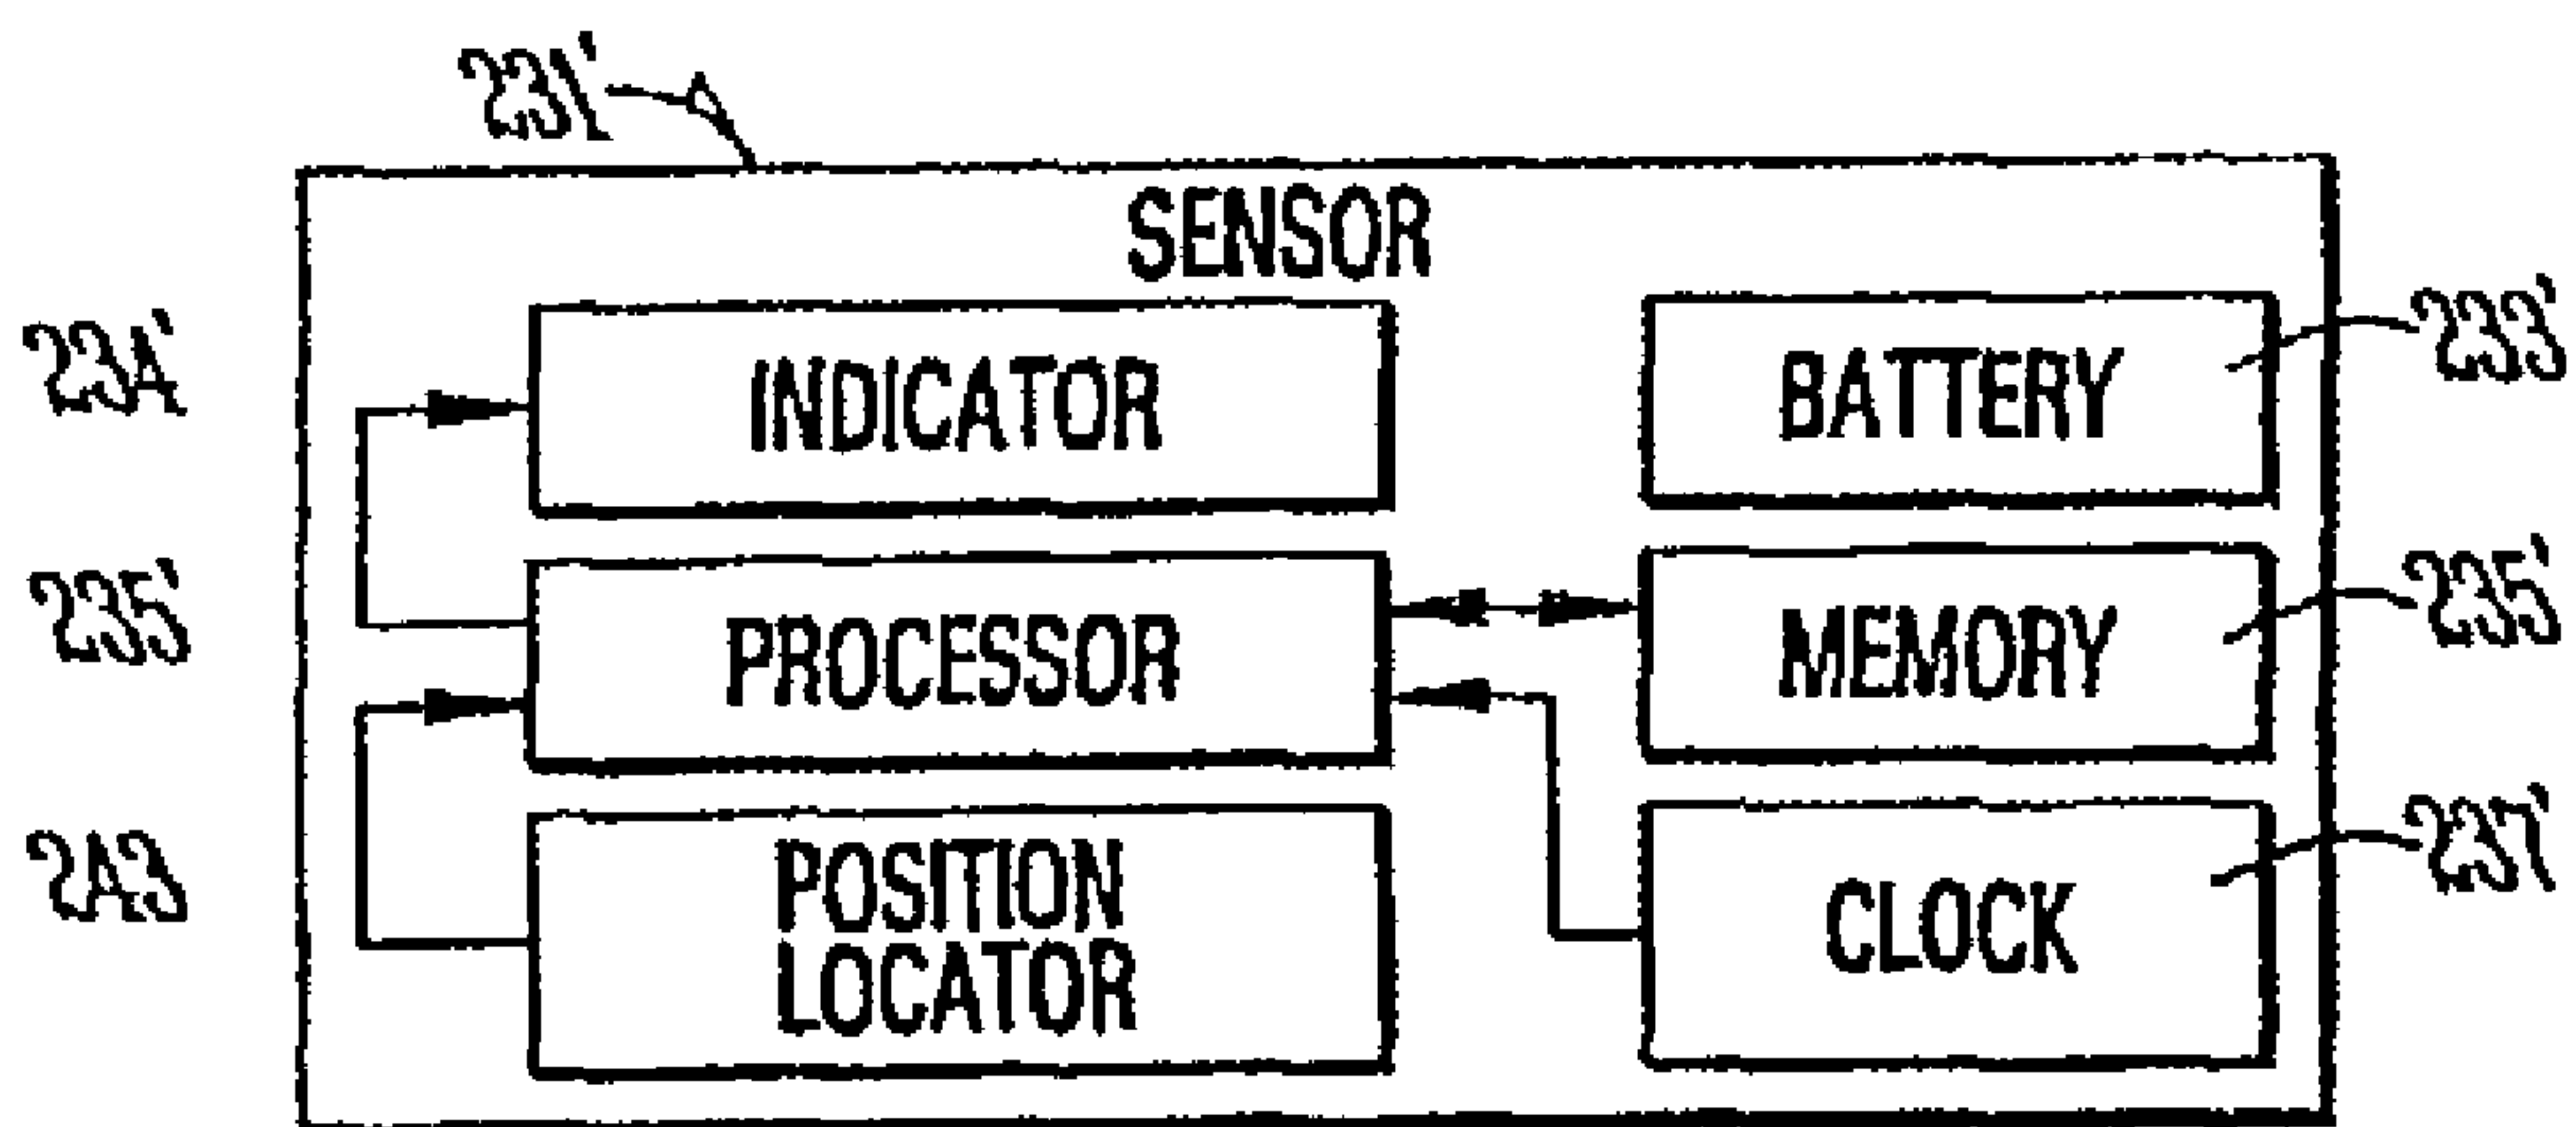 231'
SENSOR
234' INDICATOR BATTERY 233'
235' PROCESSOR MEMORY 235'
243 POSITION LOCATOR CLOCK 237'